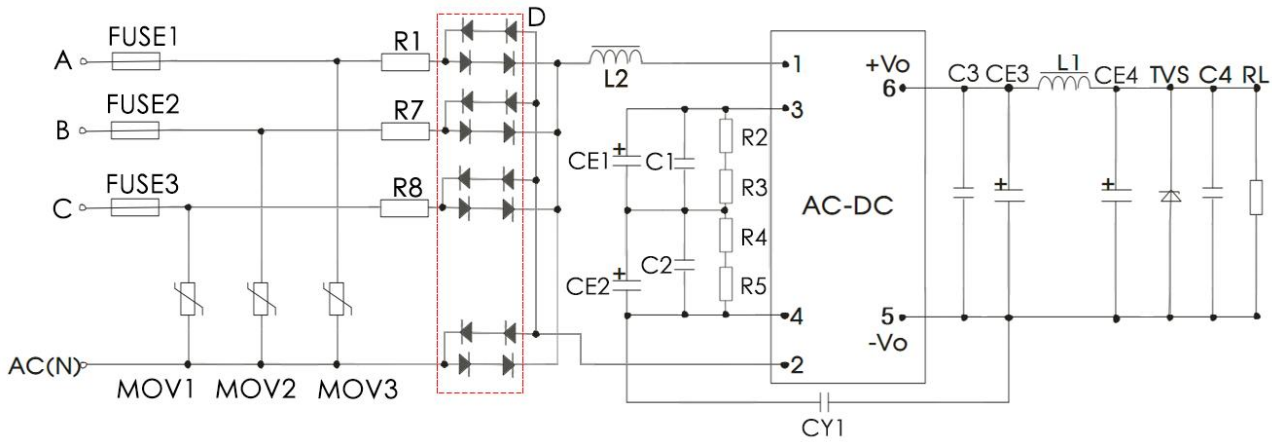 FUSE1
A
R1
D
L2
FUSE2
B
R7
FUSE3
C
R8
AC(N)
MOV1
MOV2
MOV3
+
CE1
C1
R2
R3
+
CE2
C2
R4
R5
1
3
4
2
AC-DC
+Vo
6
5
-Vo
C3
CE3
L1
CE4
TVS
C4
RL
+
+
CY1